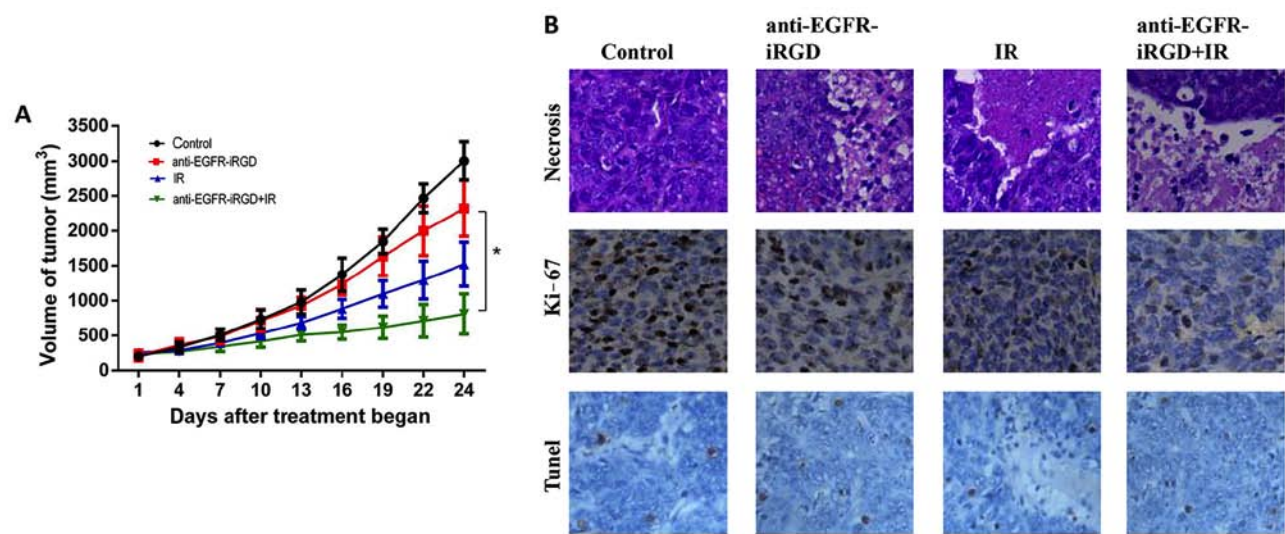 A
Volume of tumor (mm3)
3500
3000
2500
2000
1500
1000
500
0
Control
anti-EGFR-iRGD
IR
anti-EGFR-iRGD+IR
*
1 4 7 10 13 16 19 22 24
Days after treatment began
B
Control
anti-EGFR-
iRGD
IR
anti-EGFR-
iRGD+IR
Necrosis
Ki-67
Tunel